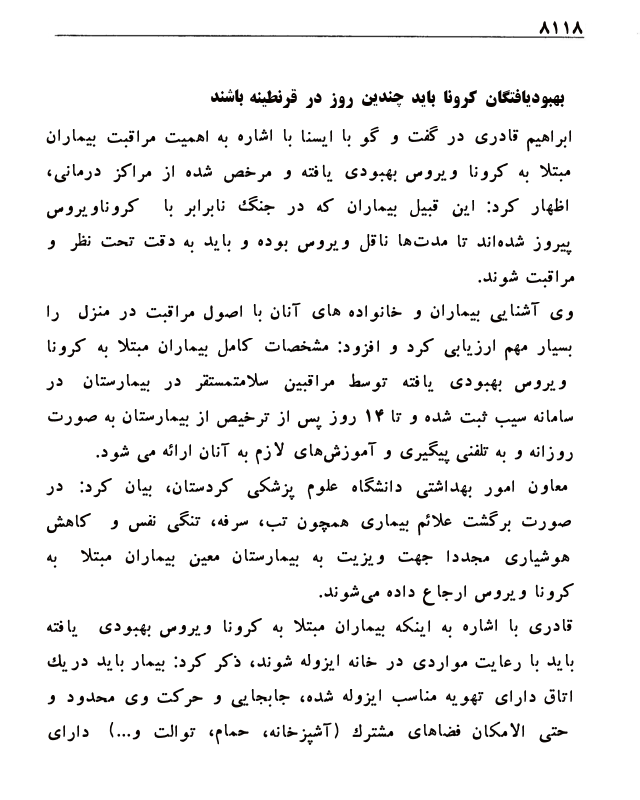 ۸۱۱۸
بهبودیافتگان کرونا باید چندین روز در قرنطینه باشند
ابراهیم قادری در گفت و گو با ایسنا با اشاره به اهمیت مراقبت بیماران
مبتلا به کرونا ویروس بهبودی یافته و مرخص شده از مراکز درمانی،
اظهار کرد: این قبیل بیماران که در جنگ نابرابر با کروناویروس
پیروز شده‌اند تا مدت‌ها ناقل ویروس بوده و باید به دقت تحت نظر و
مراقبت شوند.
وی آشنایی بیماران و خانواده های آنان با اصول مراقبت در منزل را
بسیار مهم ارزیابی کرد و افزود: مشخصات کامل بیماران مبتلا به کرونا
ویروس بهبودی یافته توسط مراقبین سلامتمستقر در بیمارستان در
سامانه سیب ثبت شده و تا ۱۴ روز پس از ترخیص از بیمارستان به صورت
روزانه و به تلفنی پیگیری و آموزش‌های لازم به آنان ارائه می شود.
معاون امور بهداشتی دانشگاه علوم پزشکی کردستان، بیان کرد: در
صورت برگشت علائم بیماری همچون تب، سرفه، تنگی نفس و کاهش
هوشیاری مجددا جهت ویزیت به بیمارستان معین بیماران مبتلا به
کرونا ویروس ارجاع داده می‌شوند.
قادری با اشاره به اینکه بیماران مبتلا به کرونا ویروس بهبودی یافته
باید با رعایت مواردی در خانه ایزوله شوند، ذکر کرد: بیمار باید دریك
اتاق دارای تهویه مناسب ایزوله شده، جابجایی و حرکت وی محدود و
حتی الامکان فضاهای مشترك (آشپزخانه، حمام، توالت و...) دارای